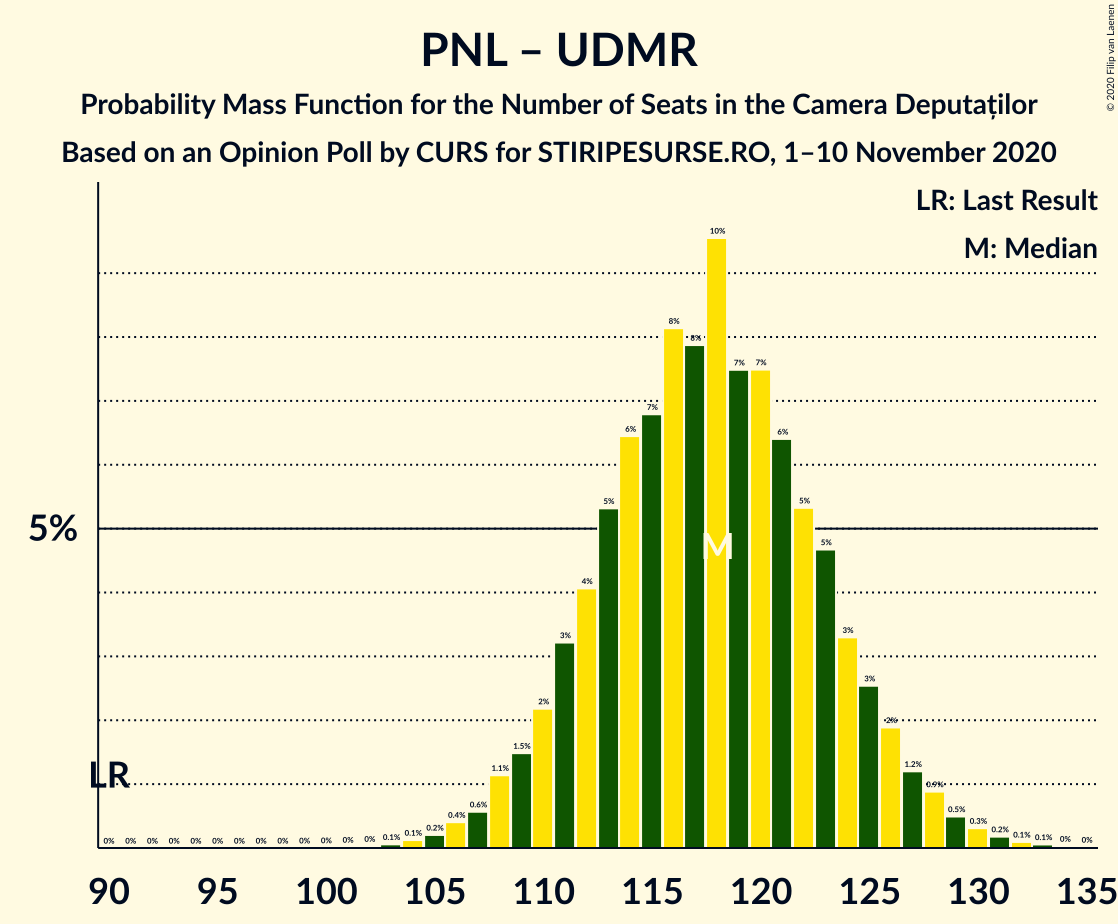 PNL – UDMR
Probability Mass Function for the Number of Seats in the Camera Deputaților
Based on an Opinion Poll by CURS for STIRIPESURSE.RO, 1–10 November 2020
© 2020 Filip van Laenen
LR: Last Result
M: Median
5%
LR
M
0% 0% 0% 0% 0% 0% 0% 0% 0% 0% 0% 0% 0% 0.1% 0.1% 0.2% 0.4% 0.6% 1.1% 1.5% 2% 3% 4% 5% 6% 7% 8% 8% 10% 7% 7% 6% 5% 5% 3% 3% 2% 1.2% 0.9% 0.5% 0.3% 0.2% 0.1% 0.1% 0% 0%
90 95 100 105 110 115 120 125 130 135